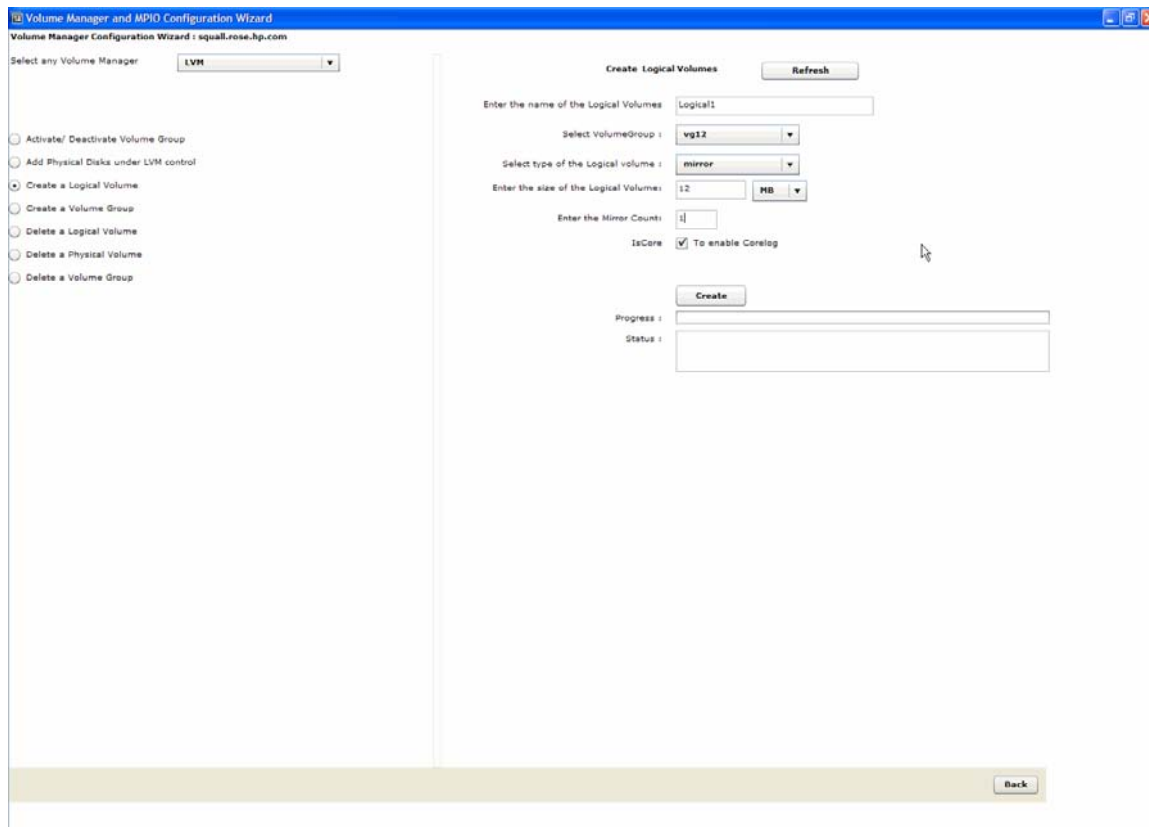 Volume Manager and MPIO Configuration Wizard
Volume Manager Configuration Wizard : squall.rose.hp.com
Select any Volume Manager
LVM
Activate/ Deactivate Volume Group
Add Physical Disks under LVM control
Create a Logical Volume
Create a Volume Group
Delete a Logical Volume
Delete a Physical Volume
Delete a Volume Group
Create Logical Volumes
Refresh
Enter the name of the Logical Volumes
Logical1
Select VolumeGroup :
vg12
Select type of the Logical volume :
mirror
Enter the size of the Logical Volume:
12
MB
Enter the Mirror Count:
1
IsCore
To enable Corelog
Create
Progress :
Status :
Back